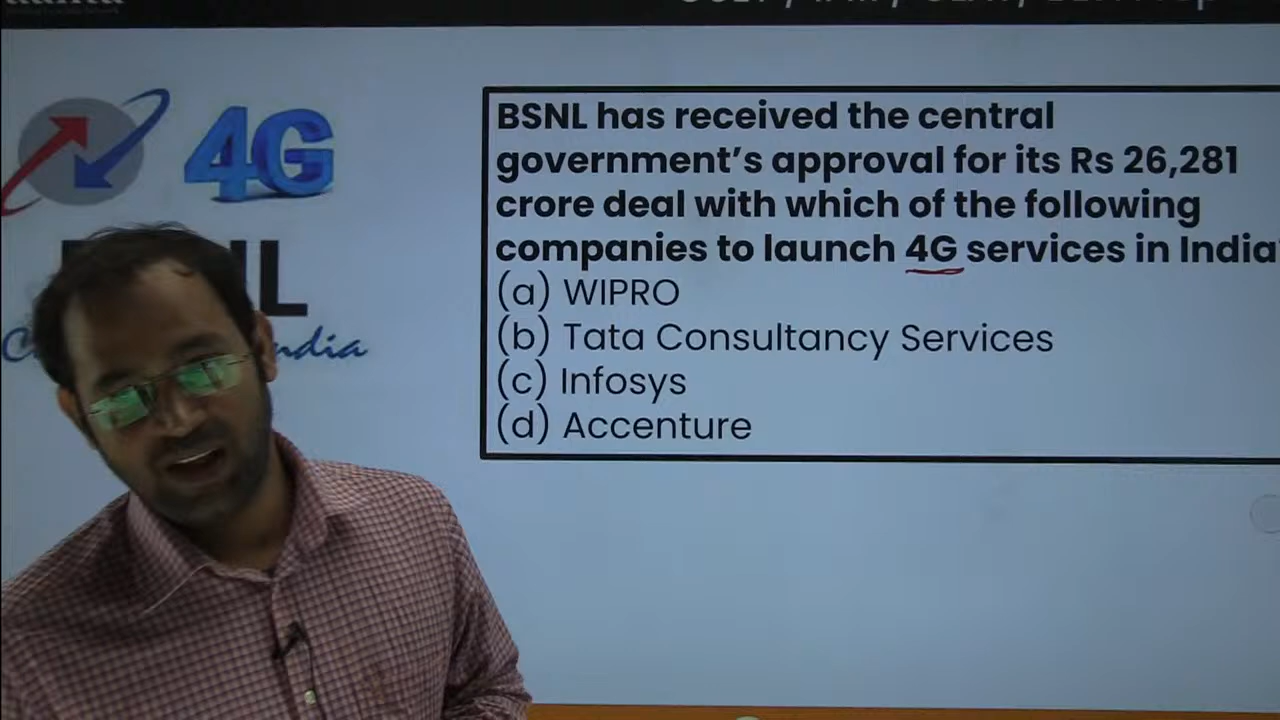 4G
BSNL has received the central
government's approval for its Rs 26,281
crore deal with which of the following
companies to launch 4G services in India
(a) WIPRO
(b) Tata Consultancy Services
(c) Infosys
(d) Accenture